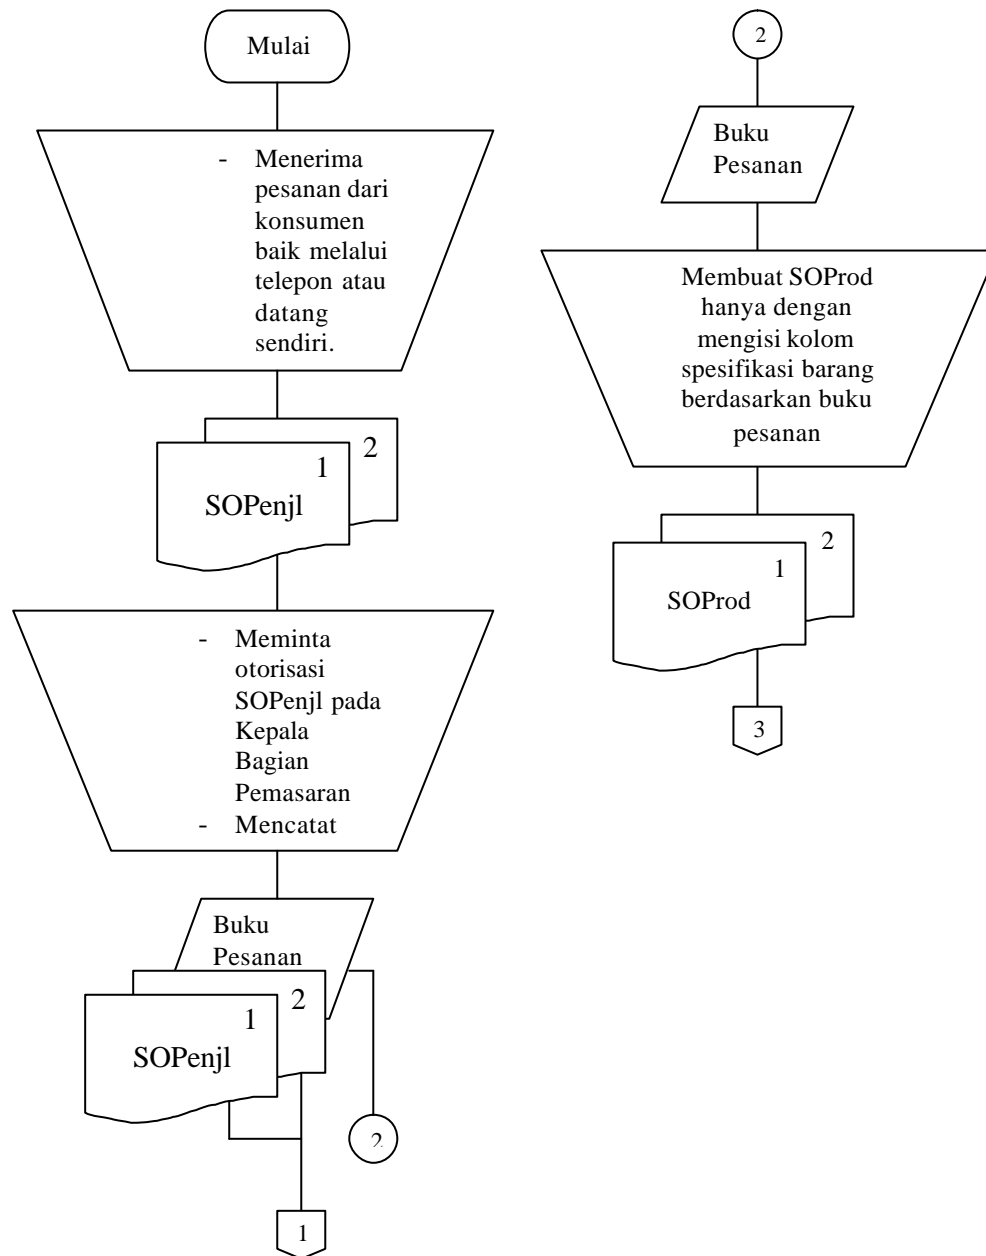 Mulai
- Menerima
pesanan dari
konsumen
baik melalui
telepon atau
datang
sendiri.
2
1
SOPenjl
- Meminta
otorisasi
SOPenjl pada
Kepala
Bagian
Pemasaran
- Mencatat
Buku
Pesanan
2
1
SOPenjl
2
1
2
Buku
Pesanan
Membuat SOProd
hanya dengan
mengisi kolom
spesifikasi barang
berdasarkan buku
pesanan
2
1
SOProd
3